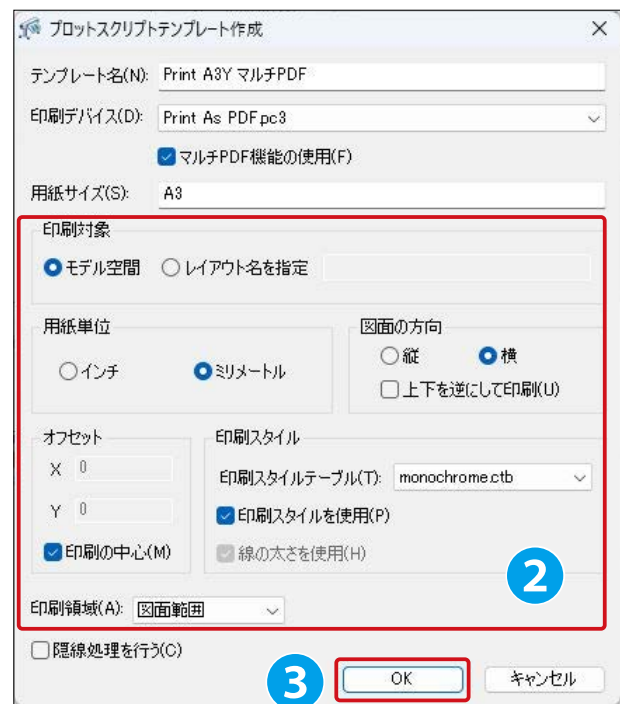 プロットスクリプトテンプレート作成
テンプレート名(N): Print A3Y マルチPDF
印刷デバイス(D): Print As PDF.pc3
マルチPDF機能の使用(F)
用紙サイズ(S): A3
印刷対象
モデル空間 レイアウト名を指定
用紙単位 図面の方向
インチ ミリメートル 縦 横
上下を逆にして印刷(U)
オフセット 印刷スタイル
X 0
印刷スタイルテーブル(T): monochrome.ctb
Y 0 印刷スタイルを使用(P)
印刷の中心(M) 線の太さを使用(H)
2
印刷領域(A): 図面範囲
隠線処理を行う(C)
3 OK キャンセル